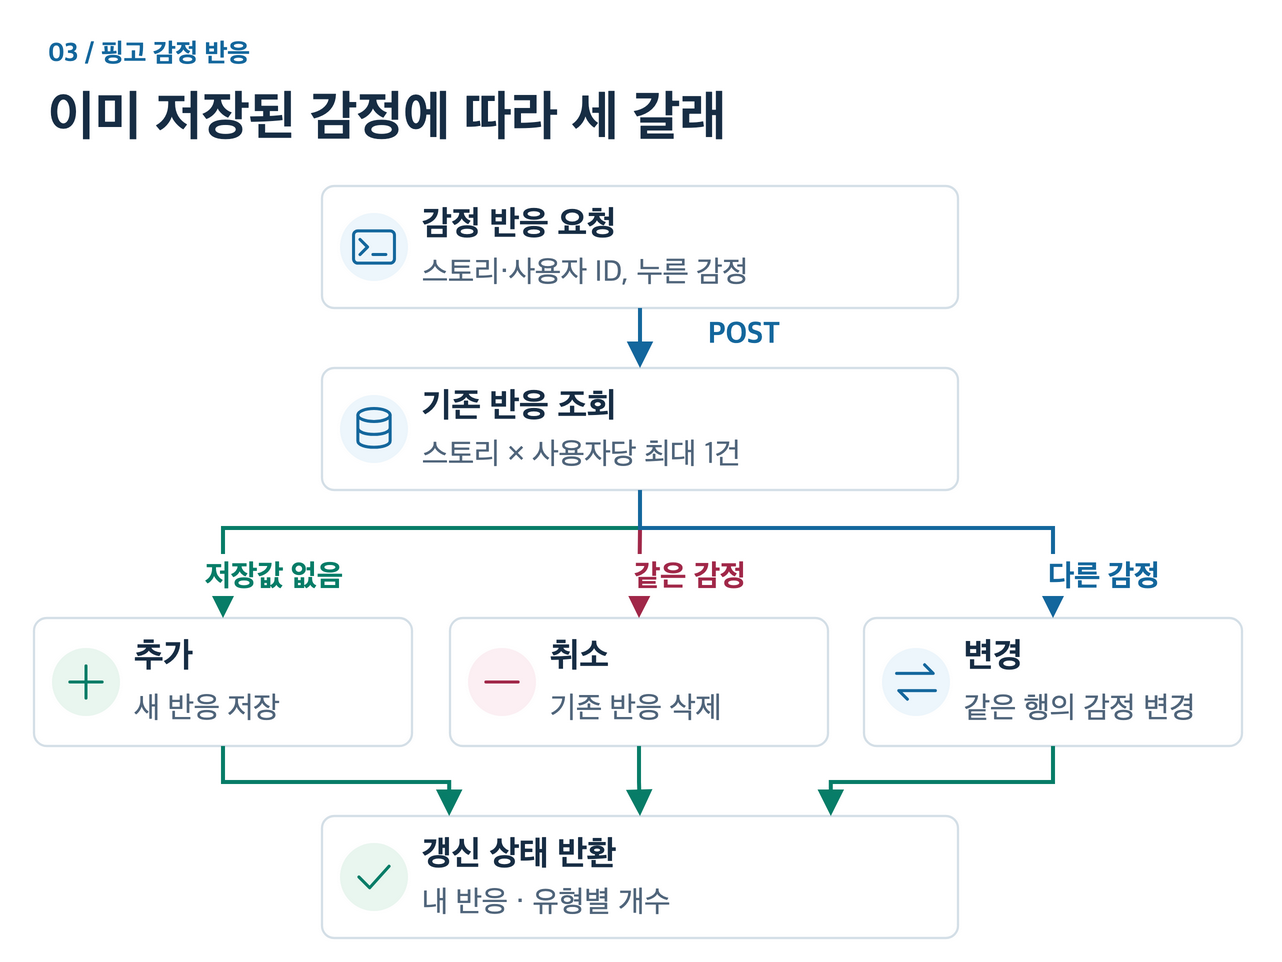 03 / 핑고 감정 반응
이미 저장된 감정에 따라 세 갈래
감정 반응 요청
스토리·사용자 ID, 누른 감정
POST
기존 반응 조회
스토리 × 사용자당 최대 1건
저장값 없음
같은 감정
다른 감정
추가
새 반응 저장
취소
기존 반응 삭제
변경
같은 행의 감정 변경
갱신 상태 반환
내 반응 · 유형별 개수